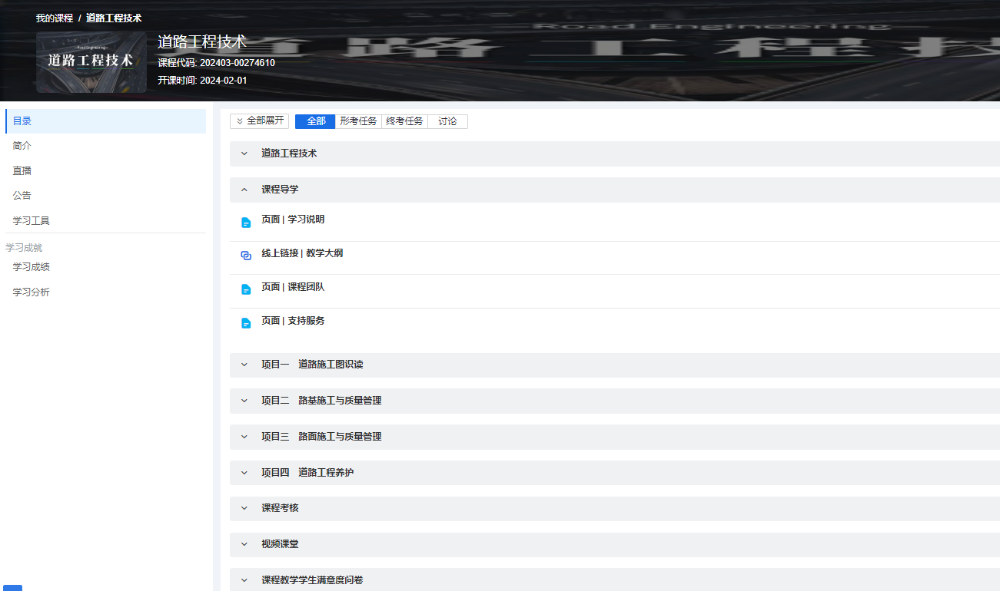 我的课程 / 道路工程技术
Road Engineering
道路工程技
~Road Engineering~
道路工程技术
道路工程技术
课程代码: 202403-00274610
开课时间: 2024-02-01
目录
简介
直播
公告
学习工具
学习成就
学习成绩
学习分析
全部展开 全部 形考任务 终考任务 讨论
道路工程技术
课程导学
页面 | 学习说明
线上链接 | 教学大纲
页面 | 课程团队
页面 | 支持服务
项目一 道路施工图识读
项目二 路基施工与质量管理
项目三 路面施工与质量管理
项目四 道路工程养护
课程考核
视频课堂
课程教学学生满意度问卷